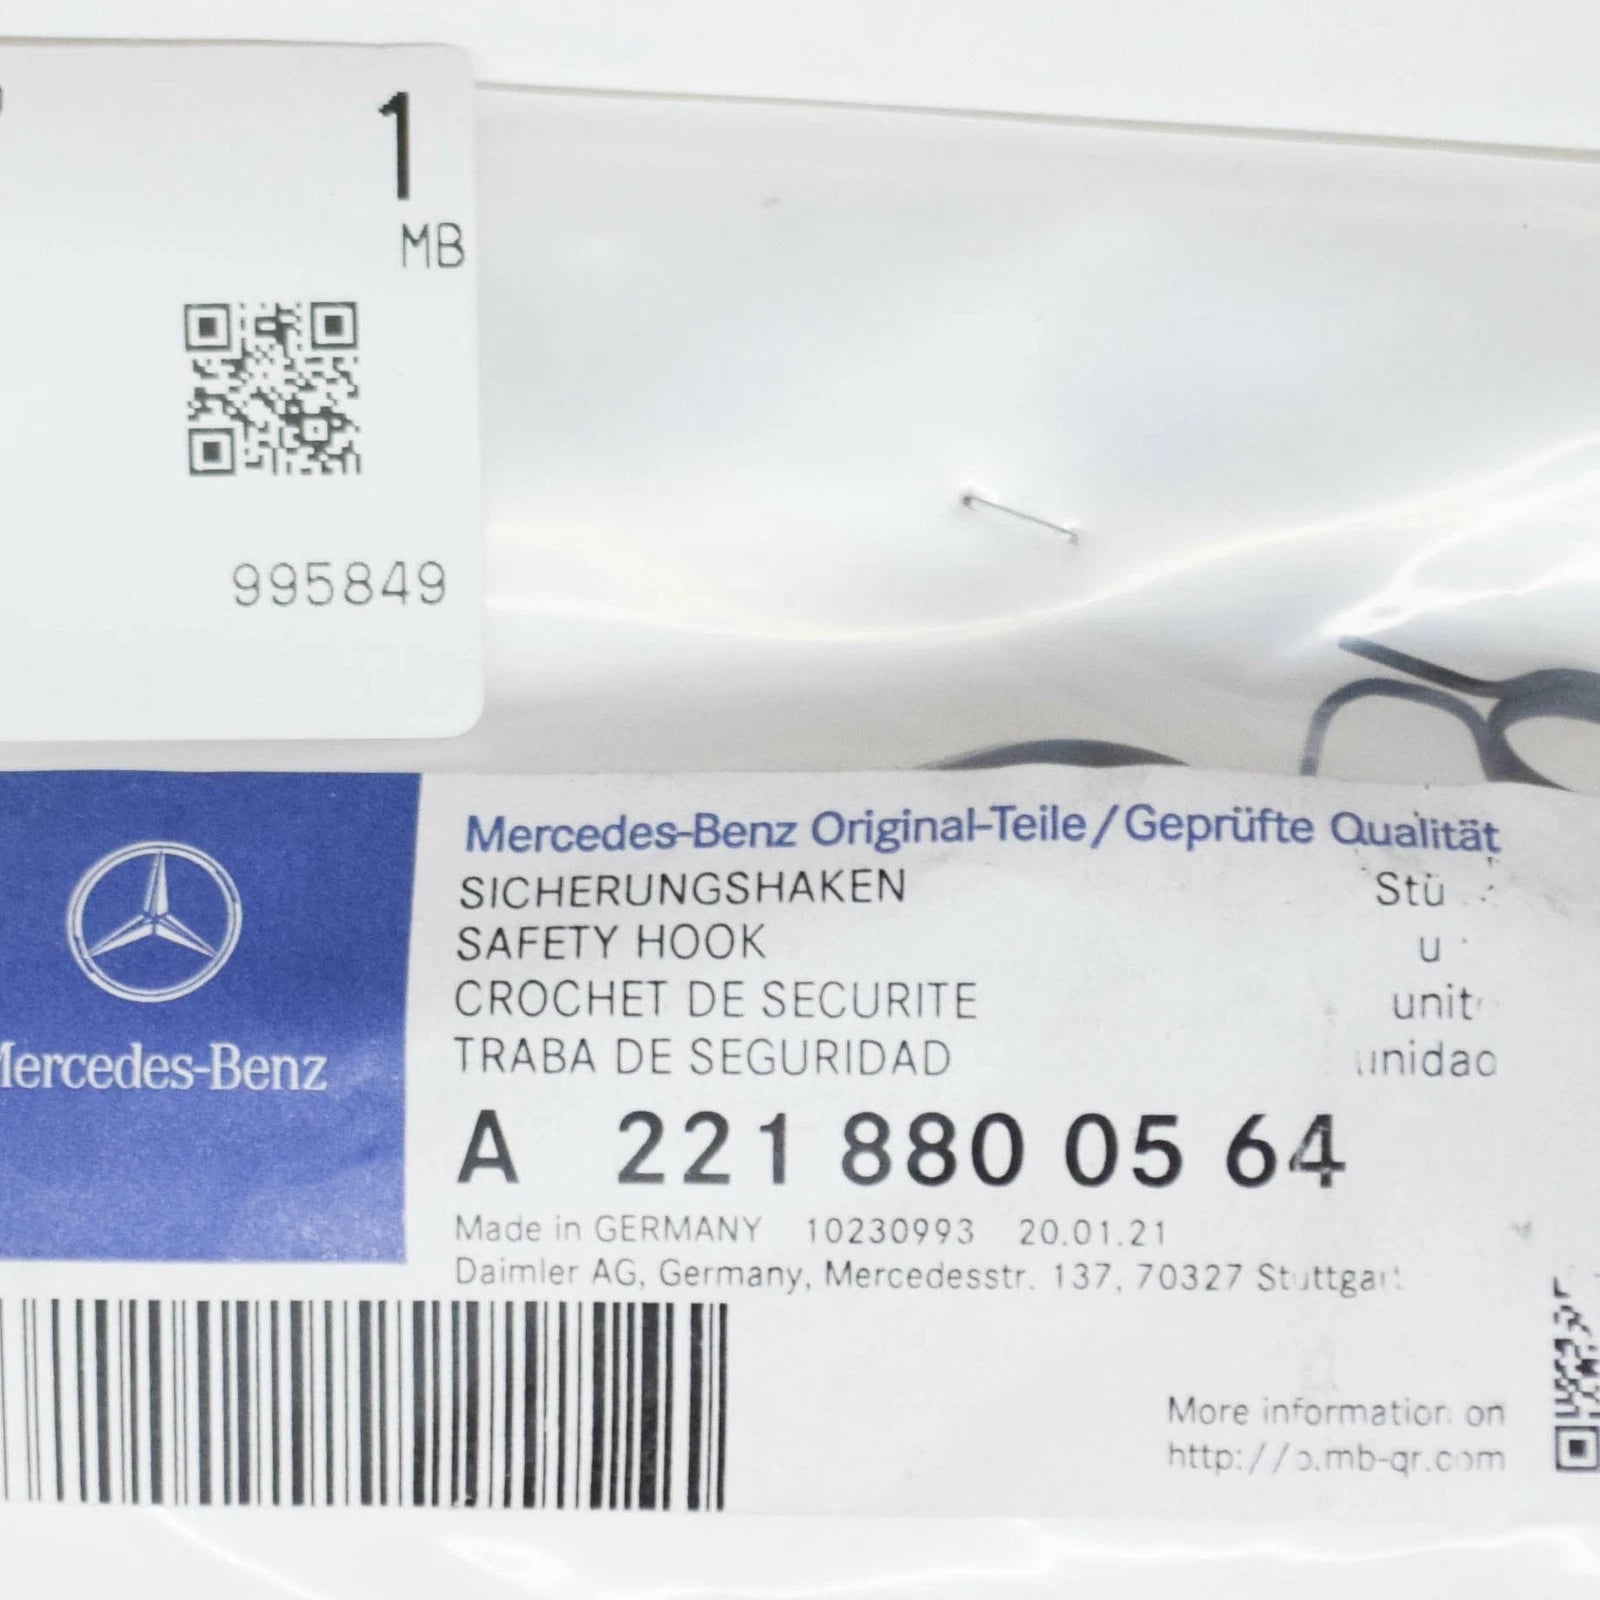 1
MB
995849
Mercedes-Benz Original-Teile/Geprüfte Qualität
SICHERUNGSHAKEN
SAFETY HOOK
CROCHET DE SECURITE
TRABA DE SEGURIDAD
Mercedes-Benz
A 221 880 05 64
Made in GERMANY 10230993 20.01.21
Daimler AG, Germany, Mercedesstr. 137, 70327 Stuttgart
More information on